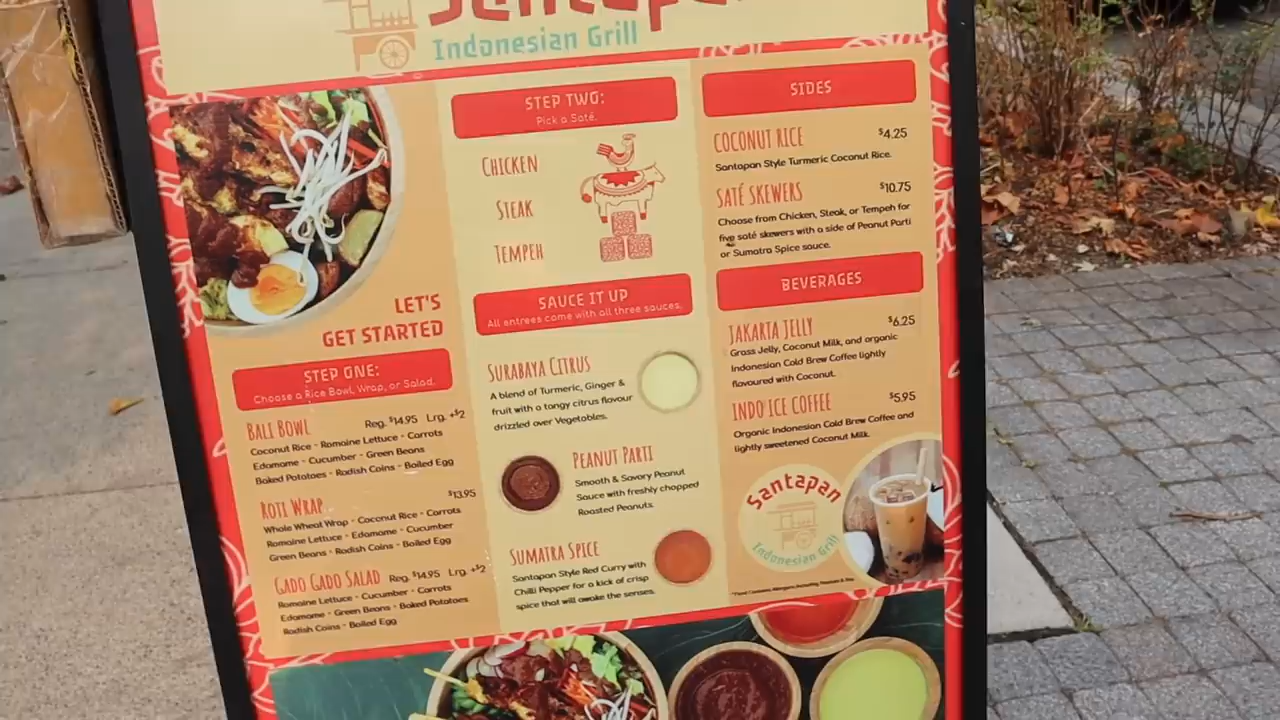 Santapan
Indonesian Grill
LET'S
GET STARTED
STEP ONE:
Choose a Rice Bowl, Wrap, or Salad.
BALI BOWL Reg. $14.95 Lrg. +$2
Coconut Rice - Romaine Lettuce - Carrots
Edamame - Cucumber - Green Beans
Baked Potatoes - Radish Coins - Boiled Egg
ROTI WRAP $13.95
Whole Wheat Wrap - Coconut Rice - Carrots
Romaine Lettuce - Edamame - Cucumber
Green Beans - Radish Coins - Boiled Egg
GADO GADO SALAD Reg. $14.95 Lrg. +$2
Romaine Lettuce - Cucumber - Carrots
Edamame - Green Beans - Baked Potatoes
Radish Coins - Boiled Egg
STEP TWO:
Pick a Saté.
CHICKEN
STEAK
TEMPEH
SAUCE IT UP
All entrees come with all three sauces.
SURABAYA CITRUS
A blend of Turmeric, Ginger &
fruit with a tangy citrus flavour
drizzled over Vegetables.
PEANUT PARTI
Smooth & Savory Peanut
Sauce with freshly chopped
Roasted Peanuts.
SUMATRA SPICE
Santapan Style Red Curry with
Chilli Pepper for a kick of crisp
spice that will awake the senses.
SIDES
COCONUT RICE $4.25
Santapan Style Turmeric Coconut Rice.
SATÉ SKEWERS $10.75
Choose from Chicken, Steak, or Tempeh for
five saté skewers with a side of Peanut Parti
or Sumatra Spice sauce.
BEVERAGES
JAKARTA JELLY $6.25
Grass Jelly, Coconut Milk, and organic
Indonesian Cold Brew Coffee lightly
flavoured with Coconut.
INDO ICE COFFEE $5.95
Organic Indonesian Cold Brew Coffee and
lightly sweetened Coconut Milk.
Santapan
Indonesian Grill